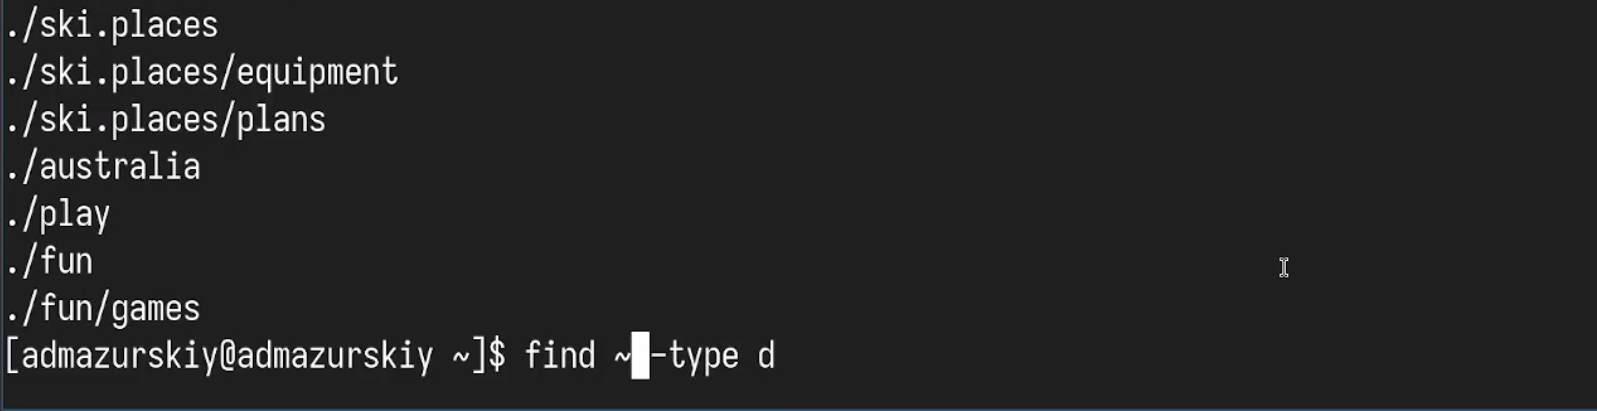 ./ski.places
./ski.places/equipment
./ski.places/plans
./australia
./play
./fun
./fun/games
[admazurskiy@admazurskiy ~]$ find ~ -type d